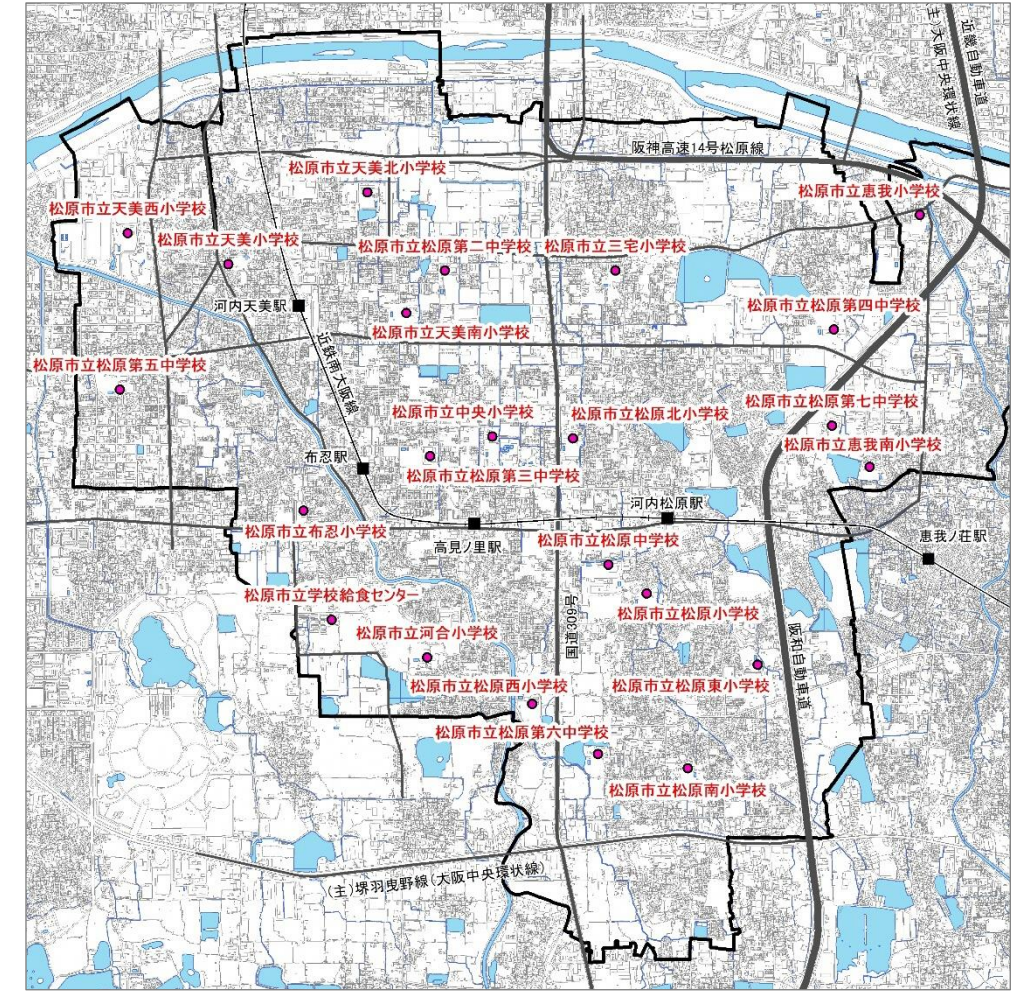 近畿自動車道
(主)大阪中央環状線
阪神高速14号松原線
松原市立天美北小学校
松原市立恵我小学校
松原市立天美西小学校
松原市立天美小学校
松原市立松原第二中学校
松原市立三宅小学校
河内天美駅
松原市立松原第四中学校
松原市立天美南小学校
近鉄南大阪線
松原市立松原第五中学校
松原市立中央小学校
松原市立松原北小学校
松原市立松原第七中学校
松原市立恵我南小学校
布忍駅
松原市立松原第三中学校
河内松原駅
松原市立布忍小学校
高見ノ里駅
松原市立松原中学校
恵我ノ荘駅
松原市立学校給食センター
松原市立松原小学校
国道309号
阪和自動車道
松原市立河合小学校
松原市立松原西小学校
松原市立松原東小学校
松原市立松原第六中学校
松原市立松原南小学校
(主)堺羽曳野線(大阪中央環状線)